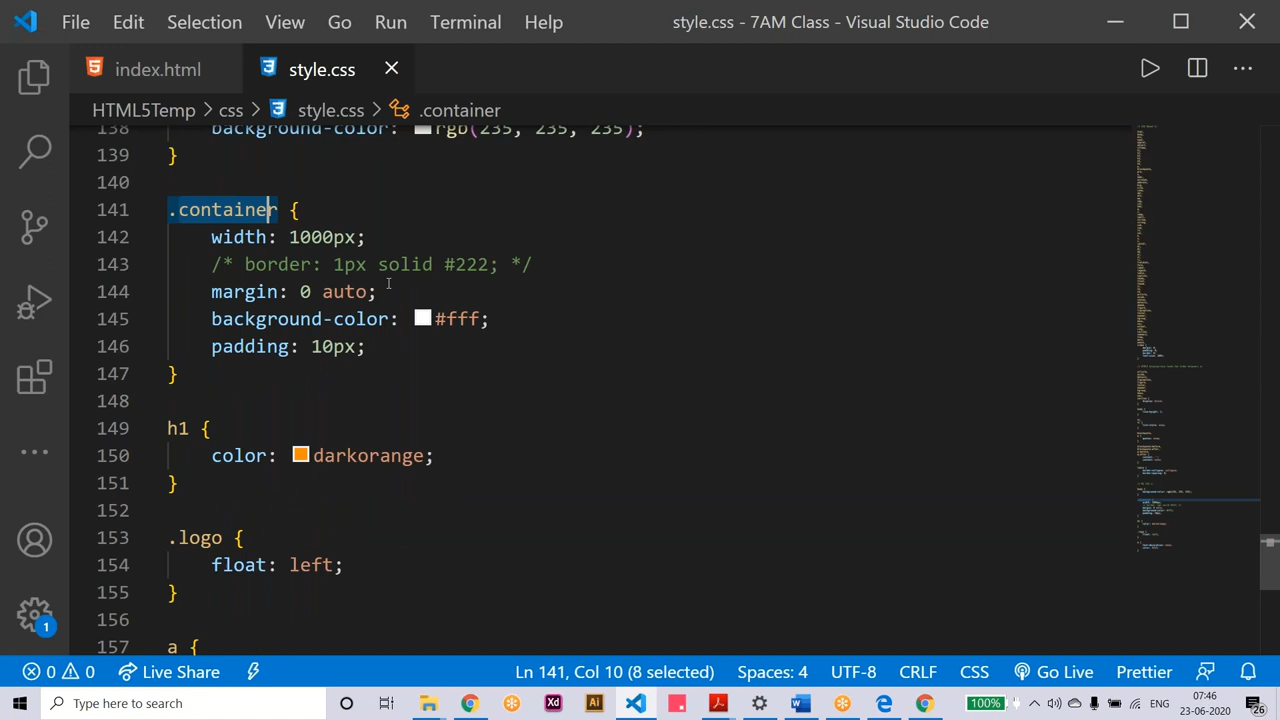 File Edit Selection View Go Run Terminal Help style.css - 7AM Class - Visual Studio Code
index.html style.css
HTML5Temp > css > style.css > .container
138 background-color: rgb(235, 235, 235);
139 }
140
141 .container {
142 width: 1000px;
143 /* border: 1px solid #222; */
144 margin: 0 auto;
145 background-color: #fff;
146 padding: 10px;
147 }
148
149 h1 {
150 color: darkorange;
151 }
152
153 .logo {
154 float: left;
155 }
156
157 a {
1
0 0 Live Share Ln 141, Col 10 (8 selected) Spaces: 4 UTF-8 CRLF CSS Go Live Prettier
Type here to search Xd Ai 100% ENG 07:46
23-06-2020 26